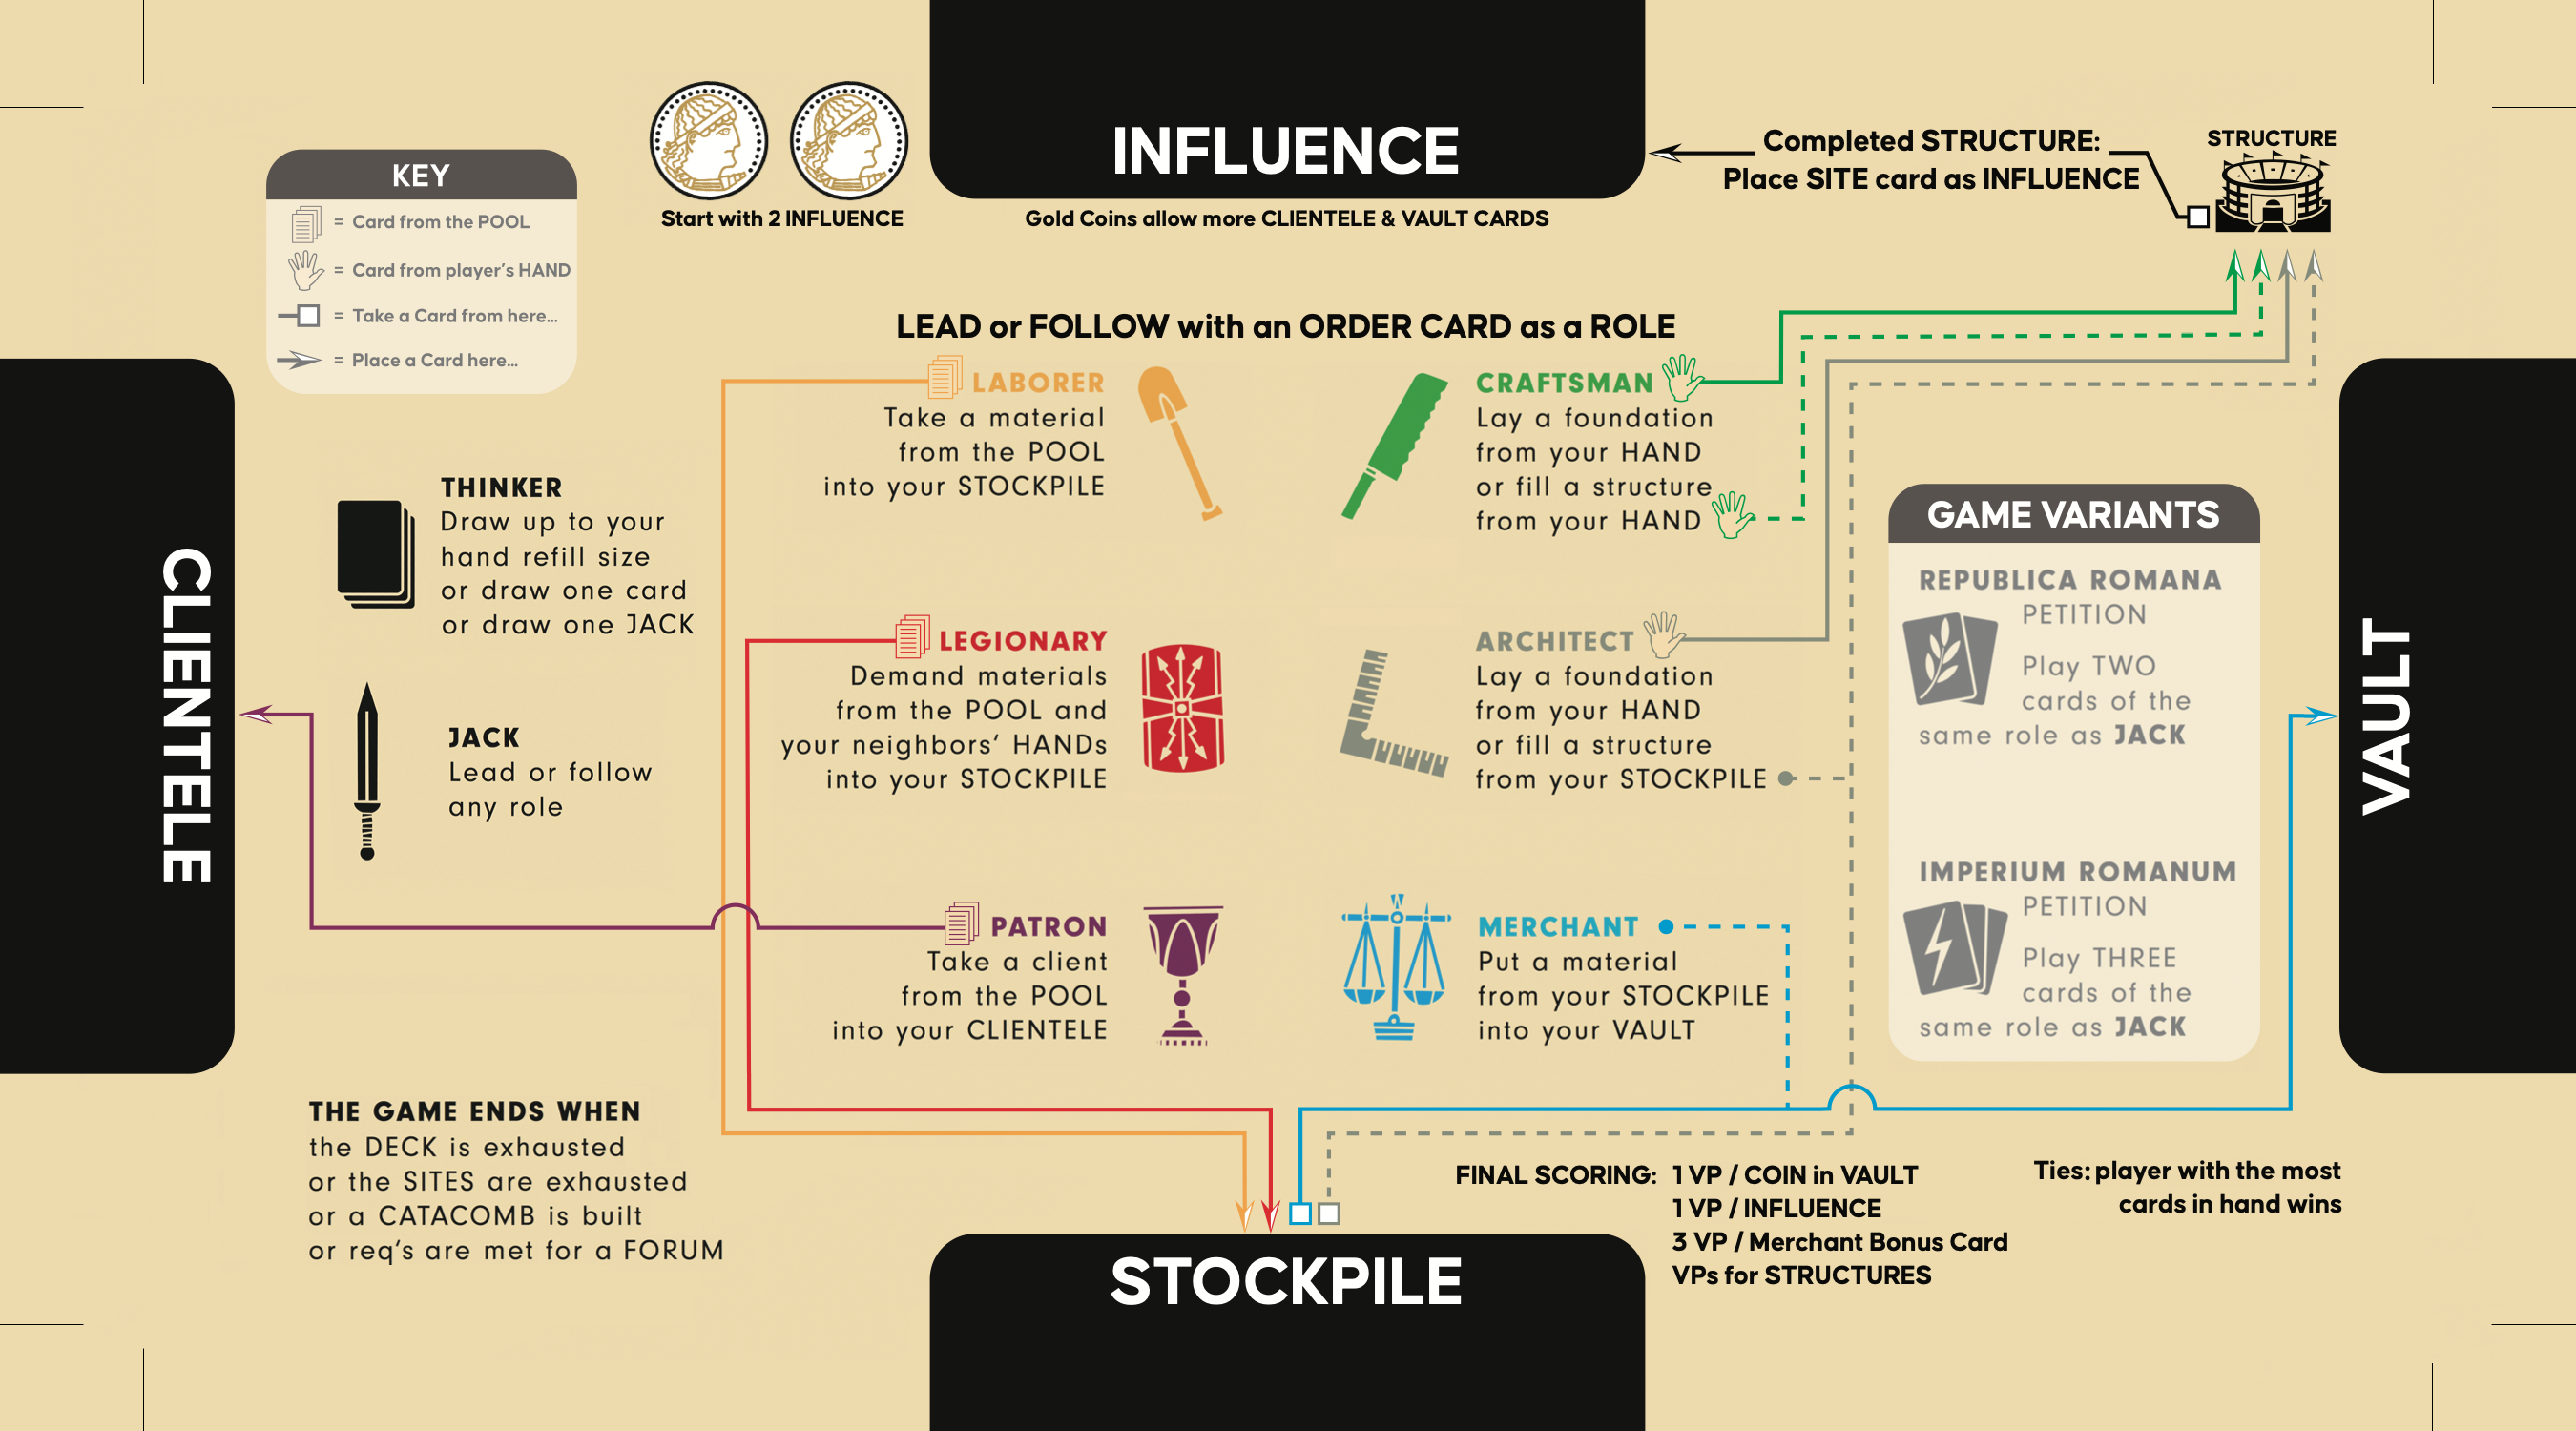 INFLUENCE
Gold Coins allow more CLIENTELE & VAULT CARDS
Start with 2 INFLUENCE
Completed STRUCTURE:
Place SITE card as INFLUENCE
STRUCTURE
KEY
= Card from the POOL
= Card from player's HAND
= Take a Card from here...
= Place a Card here...
LEAD or FOLLOW with an ORDER CARD as a ROLE
CLIENTELE
THINKER
Draw up to your
hand refill size
or draw one card
or draw one JACK
JACK
Lead or follow
any role
LABORER
Take a material
from the POOL
into your STOCKPILE
CRAFTSMAN
Lay a foundation
from your HAND
or fill a structure
from your HAND
LEGIONARY
Demand materials
from the POOL and
your neighbors' HANDs
into your STOCKPILE
ARCHITECT
Lay a foundation
from your HAND
or fill a structure
from your STOCKPILE
PATRON
Take a client
from the POOL
into your CLIENTELE
MERCHANT
Put a material
from your STOCKPILE
into your VAULT
GAME VARIANTS
REPUBLICA ROMANA
PETITION
Play TWO
cards of the
same role as JACK
IMPERIUM ROMANUM
PETITION
Play THREE
cards of the
same role as JACK
VAULT
THE GAME ENDS WHEN
the DECK is exhausted
or the SITES are exhausted
or a CATACOMB is built
or req's are met for a FORUM
FINAL SCORING: 1 VP / COIN in VAULT
1 VP / INFLUENCE
3 VP / Merchant Bonus Card
VPs for STRUCTURES
Ties: player with the most
cards in hand wins
STOCKPILE